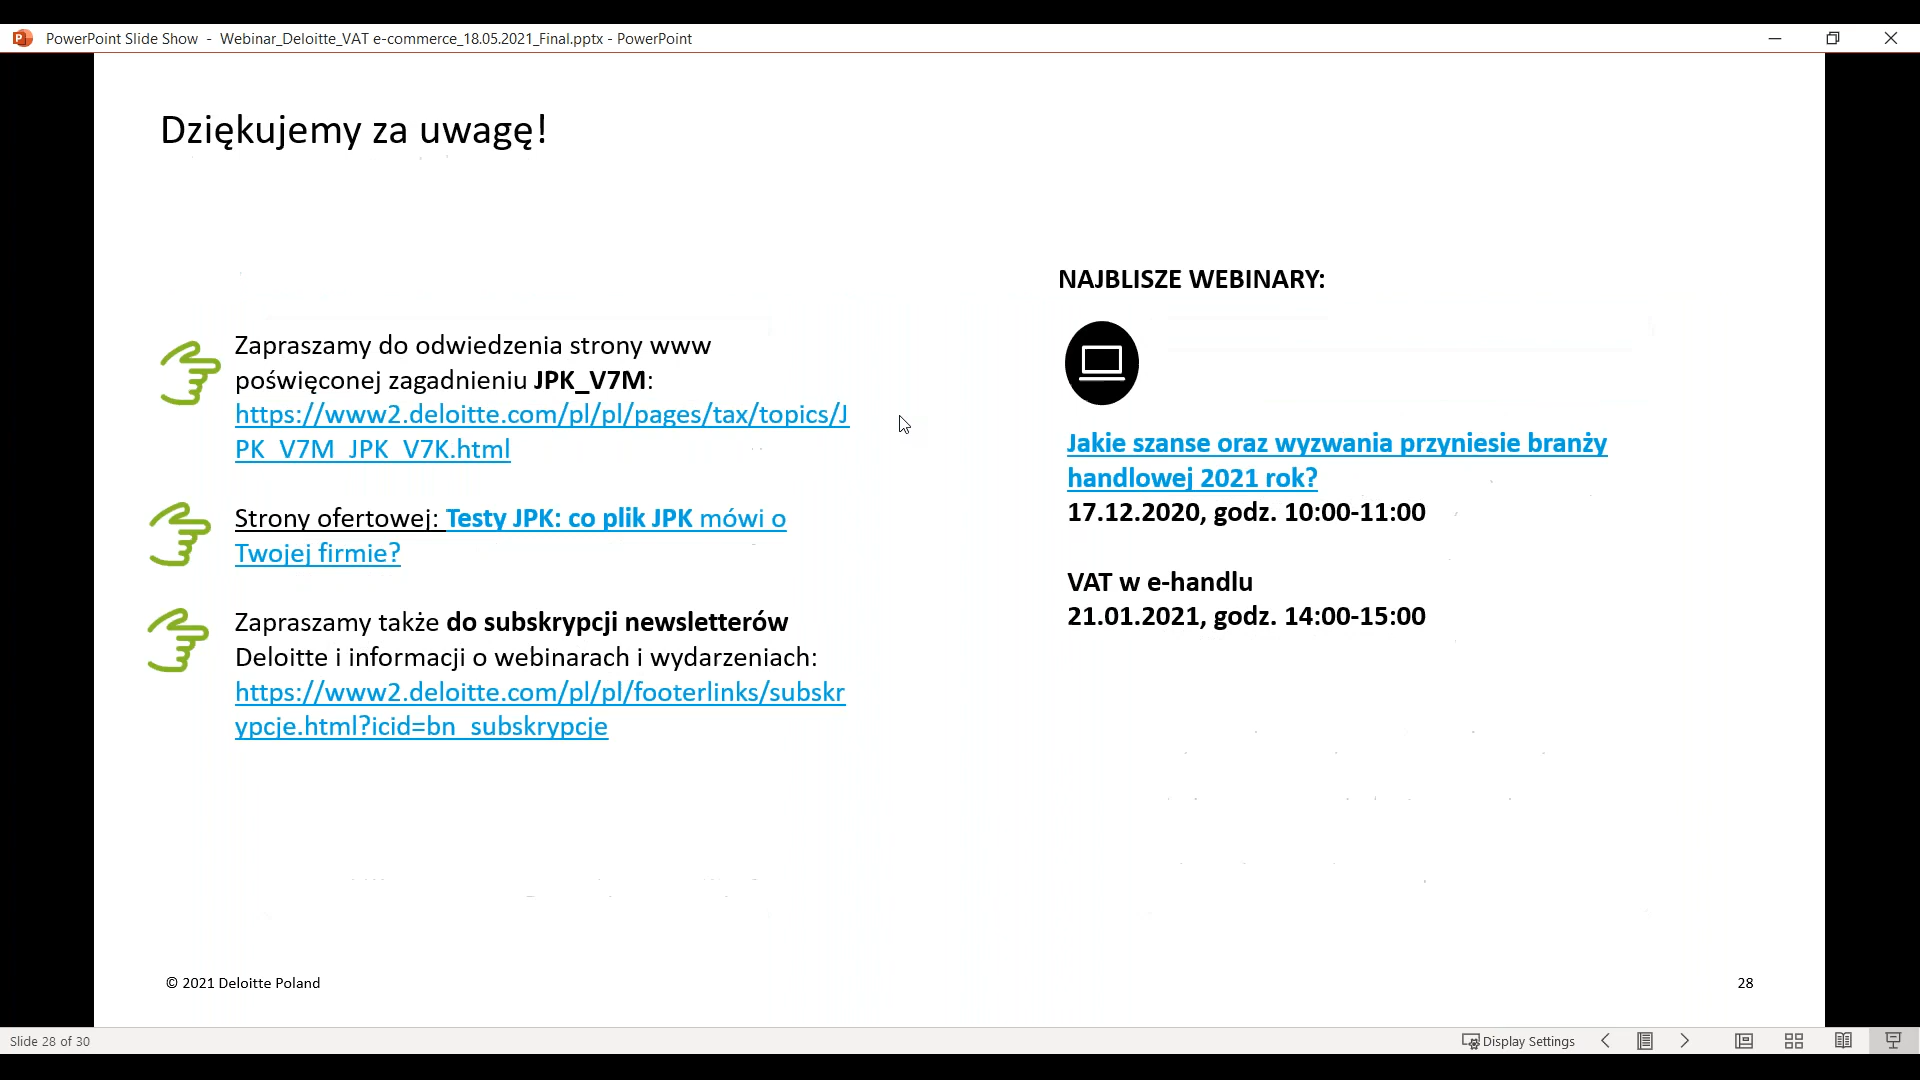 PowerPoint Slide Show - Webinar_Deloitte_VAT e-commerce_18.05.2021_Final.pptx - PowerPoint
Dziękujemy za uwagę!
Zapraszamy do odwiedzenia strony www
poświęconej zagadnieniu JPK_V7M:
https://www2.deloitte.com/pl/pl/pages/tax/topics/J
PK_V7M_JPK_V7K.html
Strony ofertowej: Testy JPK: co plik JPK mówi o
Twojej firmie?
Zapraszamy także do subskrypcji newsletterów
Deloitte i informacji o webinarach i wydarzeniach:
https://www2.deloitte.com/pl/pl/footerlinks/subskr
ypcje.html?icid=bn_subskrypcje
NAJBLISZE WEBINARY:
Jakie szanse oraz wyzwania przyniesie branży
handlowej 2021 rok?
17.12.2020, godz. 10:00-11:00
VAT w e-handlu
21.01.2021, godz. 14:00-15:00
© 2021 Deloitte Poland
28
Slide 28 of 30
Display Settings